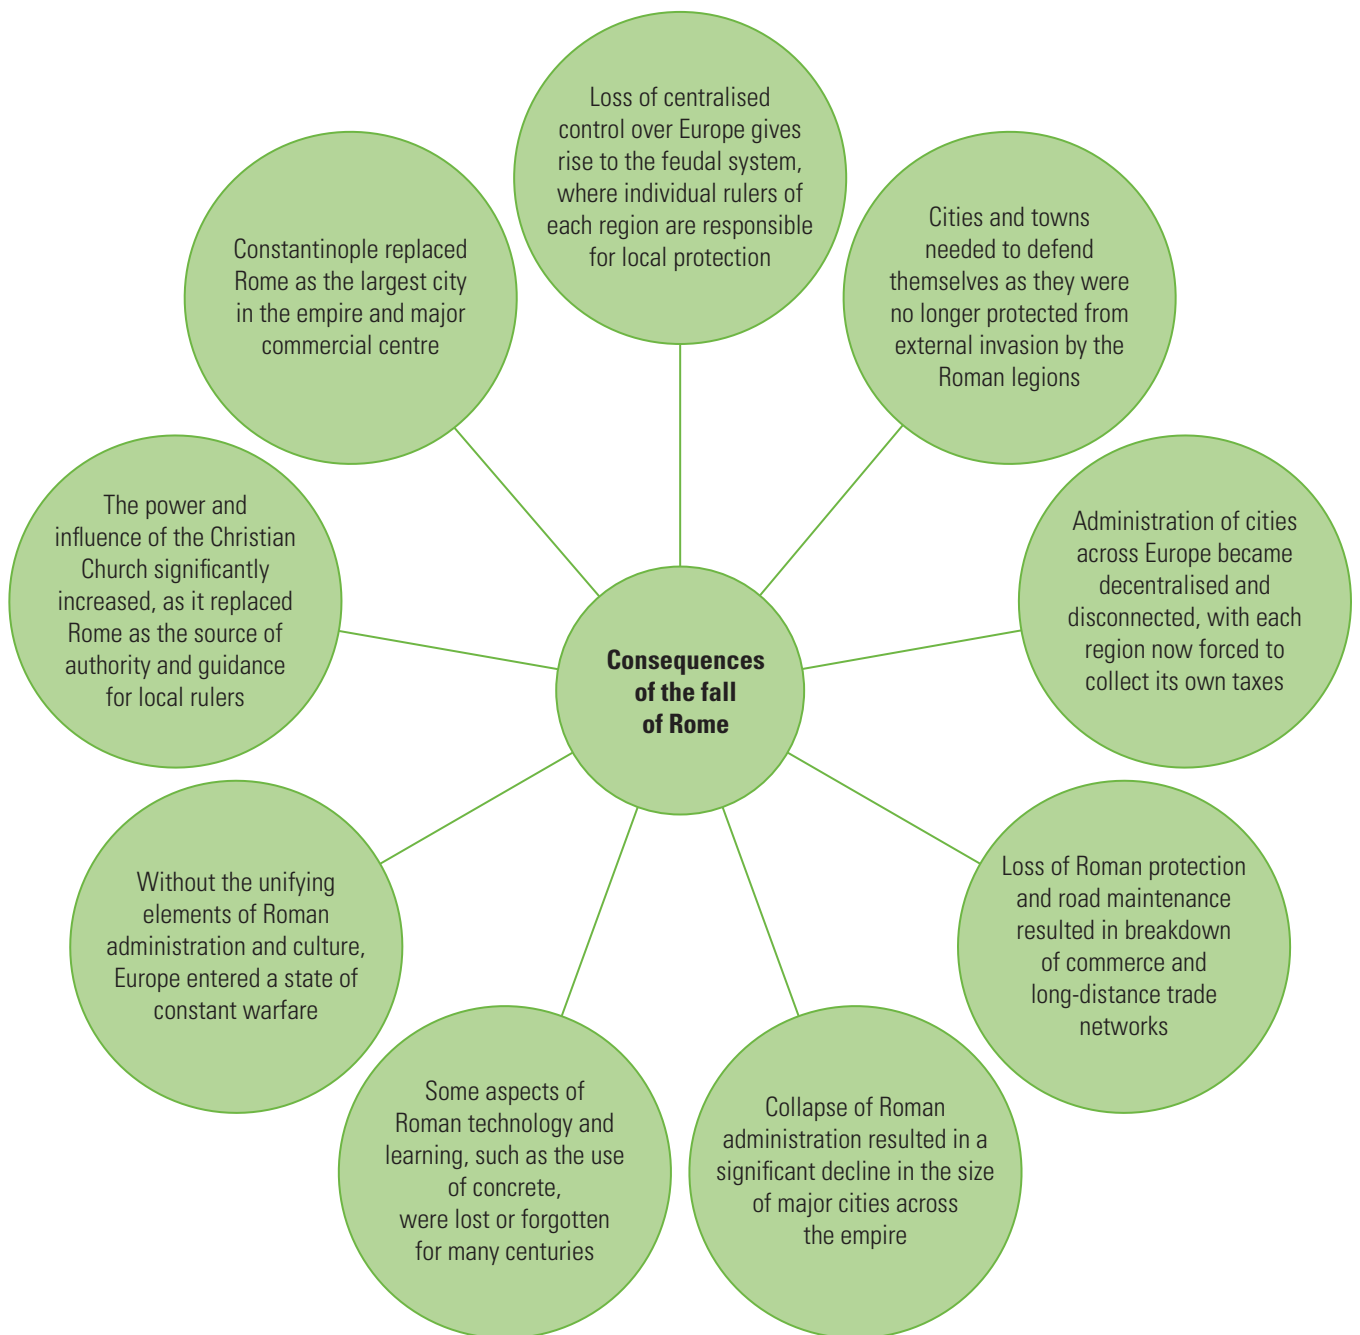 Loss of centralised
control over Europe gives
rise to the feudal system,
where individual rulers of
each region are responsible
for local protection
Cities and towns
needed to defend
themselves as they were
no longer protected from
external invasion by the
Roman legions
Administration of cities
across Europe became
decentralised and
disconnected, with each
region now forced to
collect its own taxes
Loss of Roman protection
and road maintenance
resulted in breakdown
of commerce and
long-distance trade
networks
Collapse of Roman
administration resulted in a
significant decline in the size
of major cities across
the empire
Some aspects of
Roman technology and
learning, such as the use
of concrete,
were lost or forgotten
for many centuries
Without the unifying
elements of Roman
administration and culture,
Europe entered a state of
constant warfare
The power and
influence of the Christian
Church significantly
increased, as it replaced
Rome as the source of
authority and guidance
for local rulers
Constantinople replaced
Rome as the largest city
in the empire and major
commercial centre
Consequences
of the fall
of Rome